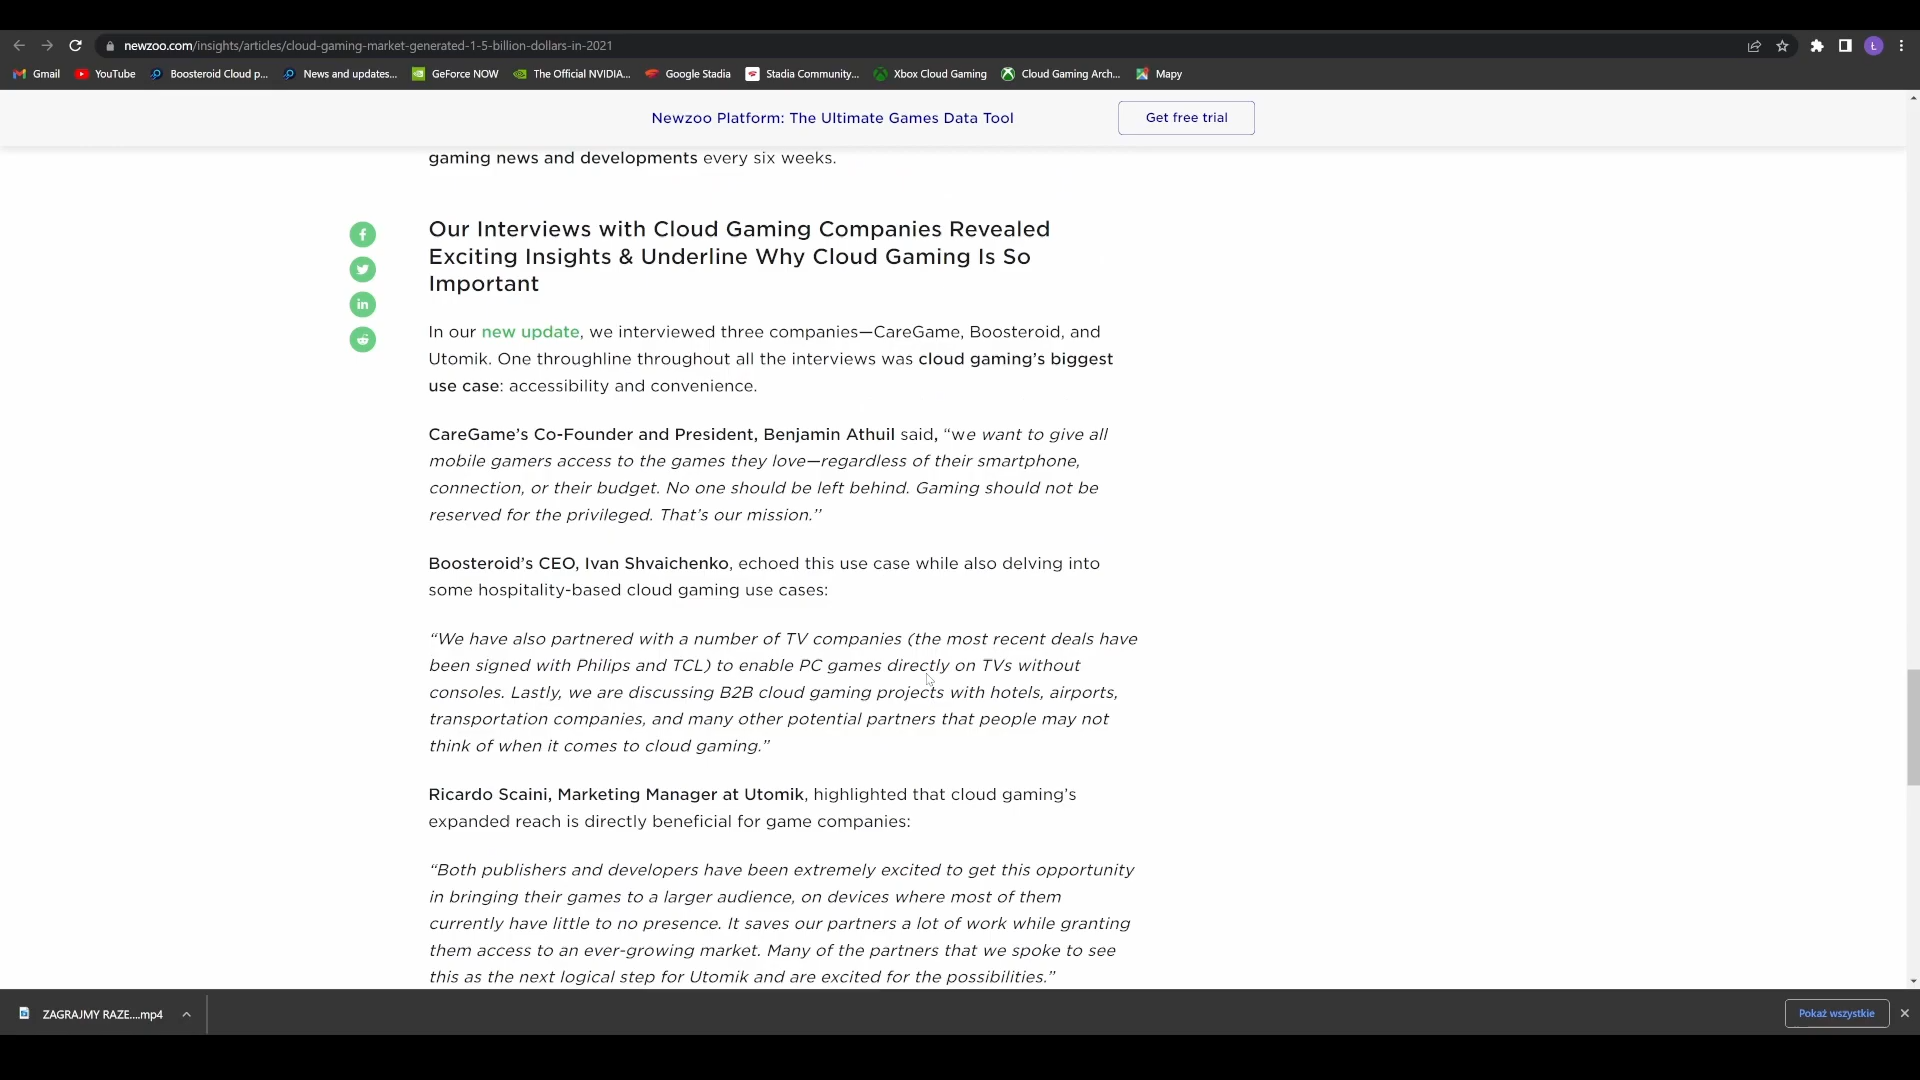 newzoo.com/insights/articles/cloud-gaming-market-generated-1-5-billion-dollars-in-2021
Ł
Gmail YouTube Boosteroid Cloud p... News and updates... GeForce NOW The Official NVIDIA... Google Stadia Stadia Community... Xbox Cloud Gaming Cloud Gaming Arch... Mapy
Newzoo Platform: The Ultimate Games Data Tool Get free trial
gaming news and developments every six weeks.
Our Interviews with Cloud Gaming Companies Revealed
Exciting Insights & Underline Why Cloud Gaming Is So
Important
In our new update, we interviewed three companies—CareGame, Boosteroid, and
Utomik. One throughline throughout all the interviews was cloud gaming’s biggest
use case: accessibility and convenience.
CareGame’s Co-Founder and President, Benjamin Athuil said, “we want to give all
mobile gamers access to the games they love—regardless of their smartphone,
connection, or their budget. No one should be left behind. Gaming should not be
reserved for the privileged. That’s our mission.’’
Boosteroid’s CEO, Ivan Shvaichenko, echoed this use case while also delving into
some hospitality-based cloud gaming use cases:
“We have also partnered with a number of TV companies (the most recent deals have
been signed with Philips and TCL) to enable PC games directly on TVs without
consoles. Lastly, we are discussing B2B cloud gaming projects with hotels, airports,
transportation companies, and many other potential partners that people may not
think of when it comes to cloud gaming.”
Ricardo Scaini, Marketing Manager at Utomik, highlighted that cloud gaming’s
expanded reach is directly beneficial for game companies:
“Both publishers and developers have been extremely excited to get this opportunity
in bringing their games to a larger audience, on devices where most of them
currently have little to no presence. It saves our partners a lot of work while granting
them access to an ever-growing market. Many of the partners that we spoke to see
this as the next logical step for Utomik and are excited for the possibilities.”
ZAGRAJMY RAZE....mp4 Pokaż wszystkie